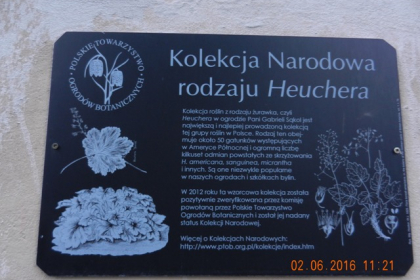 POLSKIE TOWARZYSTWO
OGRODÓW BOTANICZNYCH
Kolekcja Narodowa
rodzaju Heuchera
Kolekcja roślin z rodzaju żurawka, czyli
Heuchera w ogrodzie Pani Gabrieli Sąkol jest
największą i najlepiej prowadzoną kolekcją
tej grupy roślin w Polsce. Rodzaj ten obej-
muje około 50 gatunków występujących
w Ameryce Północnej i ogromną liczbę
kilkuset odmian powstałych ze skrzyżowania
H. americana, sanguinea, micrantha
i innych. Są one niezwykle popularne
w naszych ogrodach i szkółkach bylin.
W 2012 roku ta wzorcowa kolekcja została
pozytywnie zweryfikowana przez komisję
powołaną przez Polskie Towarzystwo
Ogrodów Botanicznych i został jej nadany
status Kolekcji Narodowej.
Więcej o Kolekcjach Narodowych:
http://www.ptob.org.pl/kolekcje/index.htm
02.06.2016 11:21